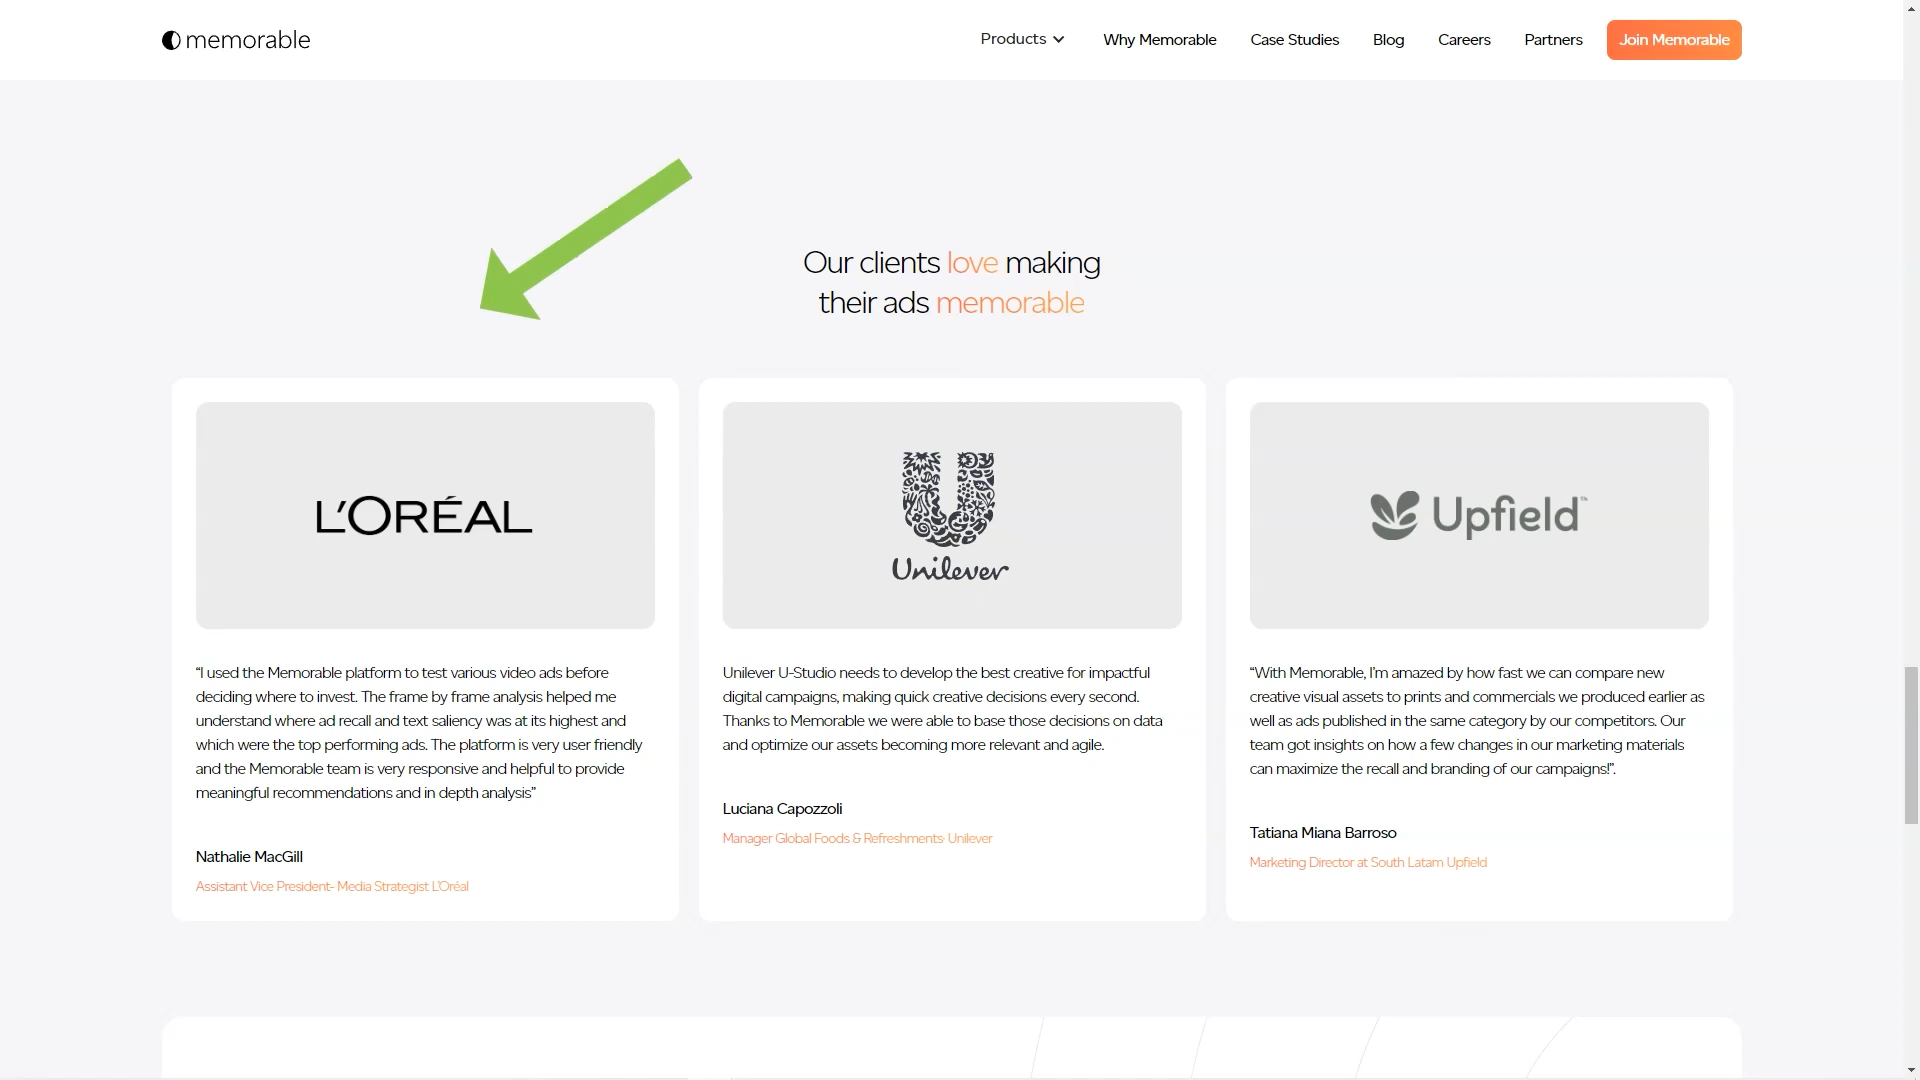 memorable
Products
Why Memorable
Case Studies
Blog
Careers
Partners
Join Memorable
Our clients love making
their ads memorable
L'ORÉAL
“I used the Memorable platform to test various video ads before
deciding where to invest. The frame by frame analysis helped me
understand where ad recall and text saliency was at its highest and
which were the top performing ads. The platform is very user friendly
and the Memorable team is very responsive and helpful to provide
meaningful recommendations and in depth analysis”
Nathalie MacGill
Assistant Vice President- Media Strategist L'Oréal
Unilever
Unilever U-Studio needs to develop the best creative for impactful
digital campaigns, making quick creative decisions every second.
Thanks to Memorable we were able to base those decisions on data
and optimize our assets becoming more relevant and agile.
Luciana Capozzoli
Manager Global Foods & Refreshments· Unilever
Upfield™
“With Memorable, I'm amazed by how fast we can compare new
creative visual assets to prints and commercials we produced earlier as
well as ads published in the same category by our competitors. Our
team got insights on how a few changes in our marketing materials
can maximize the recall and branding of our campaigns!”.
Tatiana Miana Barroso
Marketing Director at South Latam Upfield